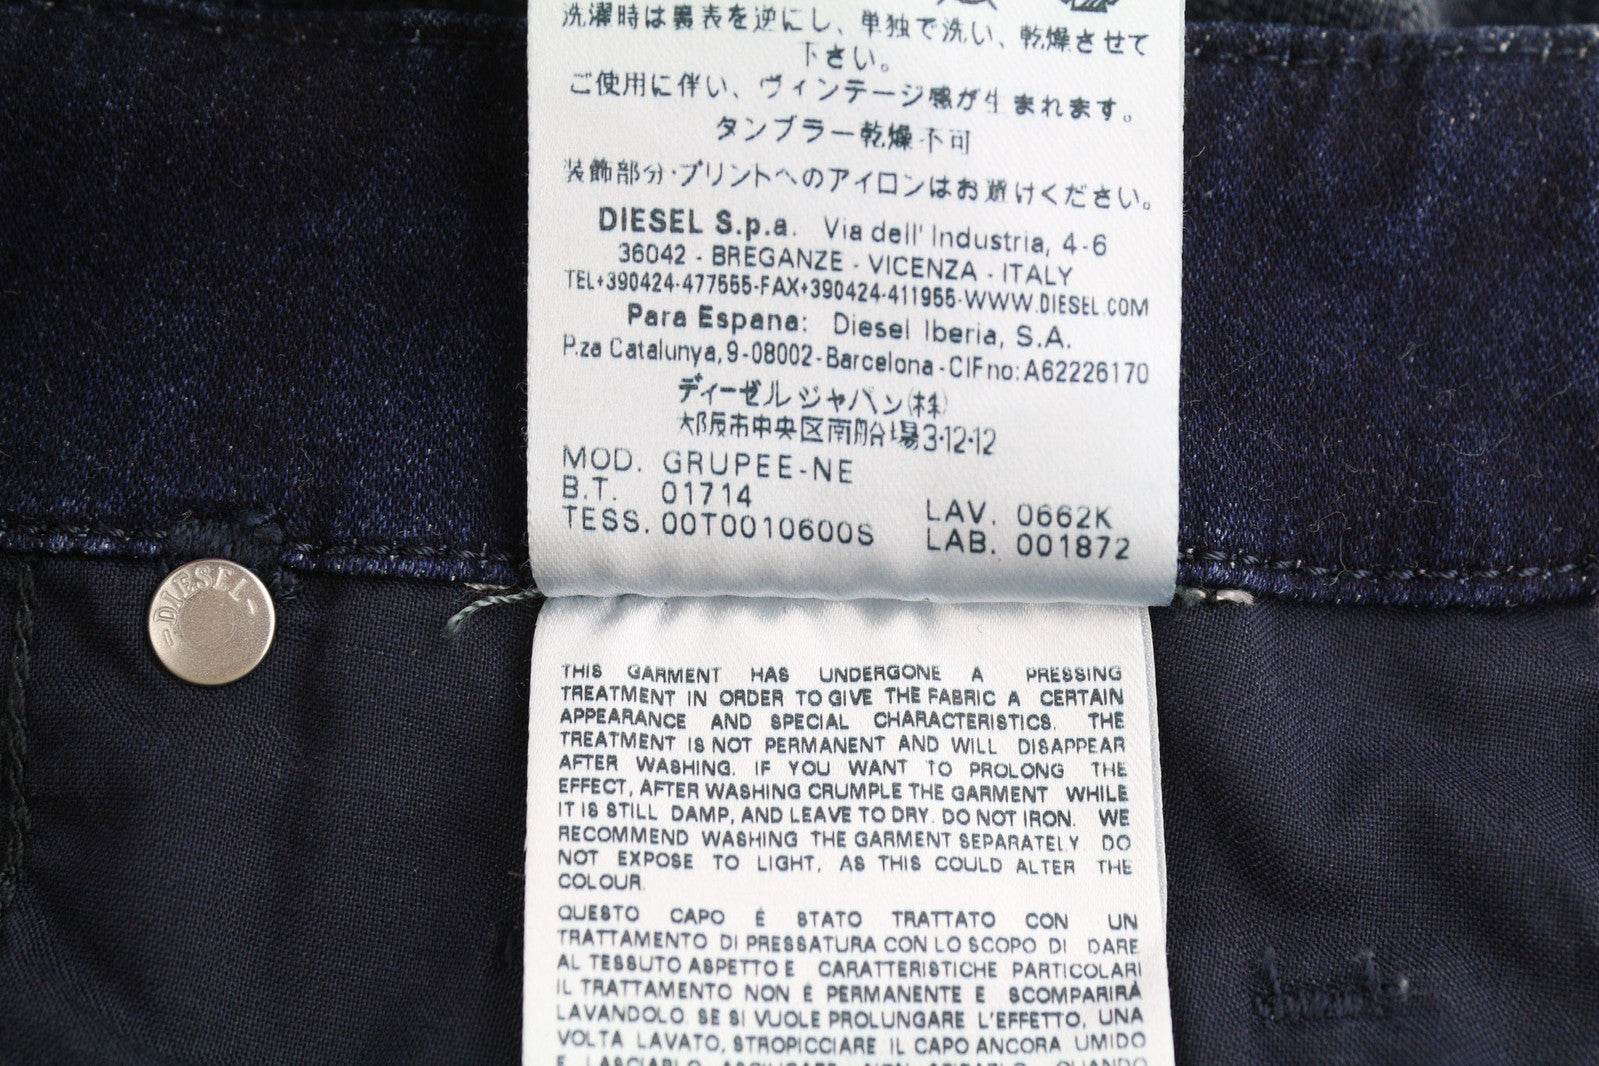 洗濯時は裏表を逆にし、単独で洗い、乾燥させて
下さい。
ご使用に伴い、ヴィンテージ感が生まれます。
タンブラー乾燥不可
装飾部分・プリントへのアイロンはお避けください。
DIESEL S.p.a. Via dell' Industria, 4-6
36042 - BREGANZE - VICENZA - ITALY
TEL+390424-477555-FAX+390424-411955-WWW.DIESEL.COM
Para Espana: Diesel Iberia, S.A.
P.za Catalunya, 9-08002-Barcelona-CIF no: A62226170
ディーゼル ジャパン(株)
大阪市中央区南船場3-12-12
MOD. GRUPEE-NE
B.T. 01714
TESS. 00T0010600S
LAV. 0662K
LAB. 001872
-DIESEL-
THIS GARMENT HAS UNDERGONE A PRESSING
TREATMENT IN ORDER TO GIVE THE FABRIC A CERTAIN
APPEARANCE AND SPECIAL CHARACTERISTICS. THE
TREATMENT IS NOT PERMANENT AND WILL DISAPPEAR
AFTER WASHING. IF YOU WANT TO PROLONG THE
EFFECT, AFTER WASHING CRUMPLE THE GARMENT WHILE
IT IS STILL DAMP, AND LEAVE TO DRY. DO NOT IRON. WE
RECOMMEND WASHING THE GARMENT SEPARATELY DO
NOT EXPOSE TO LIGHT, AS THIS COULD ALTER THE
COLOUR.
QUESTO CAPO È STATO TRATTATO CON UN
TRATTAMENTO DI PRESSATURA CON LO SCOPO DI DARE
AL TESSUTO ASPETTO E CARATTERISTICHE PARTICOLARI
IL TRATTAMENTO NON È PERMANENTE E SCOMPARIRÀ
LAVANDOLO. SE SI VUOLE PROLUNGARE L'EFFETTO, UNA
VOLTA LAVATO, STROPICCIARE IL CAPO ANCORA UMIDO
E LASCIARLO ASCIUGARE. NON STIRARLO. QUANDO